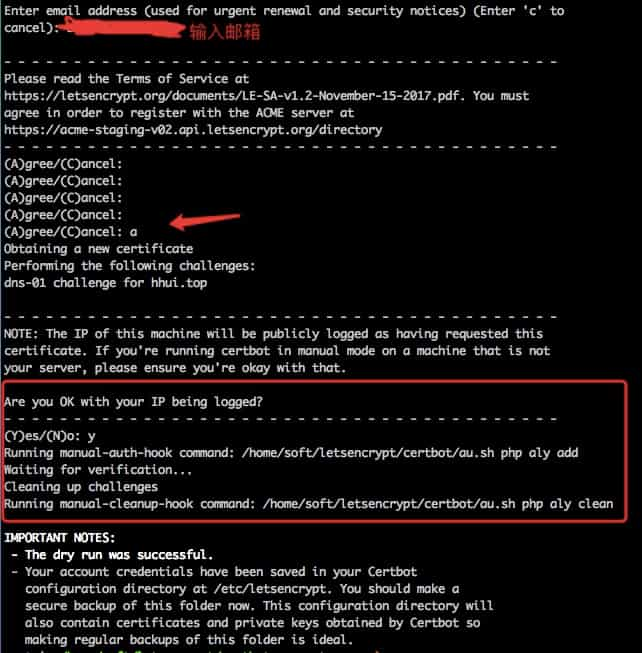 Enter email address (used for urgent renewal and security notices) (Enter 'c' to
cancel): 输入邮箱
- - - - - - - - - - - - - - - - - - - - - - - - - - - - - - - - - - - - - - - -
Please read the Terms of Service at
https://letsencrypt.org/documents/LE-SA-v1.2-November-15-2017.pdf. You must
agree in order to register with the ACME server at
https://acme-staging-v02.api.letsencrypt.org/directory
- - - - - - - - - - - - - - - - - - - - - - - - - - - - - - - - - - - - - - - -
(A)gree/(C)ancel:
(A)gree/(C)ancel:
(A)gree/(C)ancel:
(A)gree/(C)ancel:
(A)gree/(C)ancel: a
Obtaining a new certificate
Performing the following challenges:
dns-01 challenge for hhui.top
- - - - - - - - - - - - - - - - - - - - - - - - - - - - - - - - - - - - - - - -
NOTE: The IP of this machine will be publicly logged as having requested this
certificate. If you're running certbot in manual mode on a machine that is not
your server, please ensure you're okay with that.
Are you OK with your IP being logged?
- - - - - - - - - - - - - - - - - - - - - - - - - - - - - - - - - - - - - - - -
(Y)es/(N)o: y
Running manual-auth-hook command: /home/soft/letsencrypt/certbot/au.sh php aly add
Waiting for verification...
Cleaning up challenges
Running manual-cleanup-hook command: /home/soft/letsencrypt/certbot/au.sh php aly clean
IMPORTANT NOTES:
- The dry run was successful.
- Your account credentials have been saved in your Certbot
configuration directory at /etc/letsencrypt. You should make a
secure backup of this folder now. This configuration directory will
also contain certificates and private keys obtained by Certbot so
making regular backups of this folder is ideal.